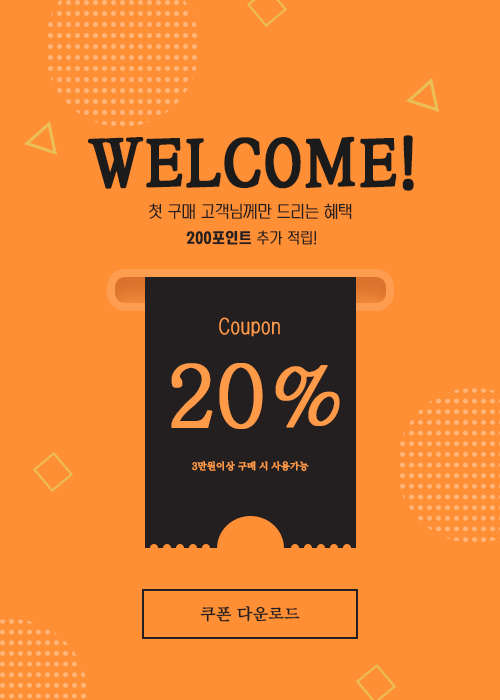 WELCOME!
첫 구매 고객님께만 드리는 혜택
200포인트 추가 적립!
Coupon
20%
3만원이상 구매 시 사용가능
쿠폰 다운로드